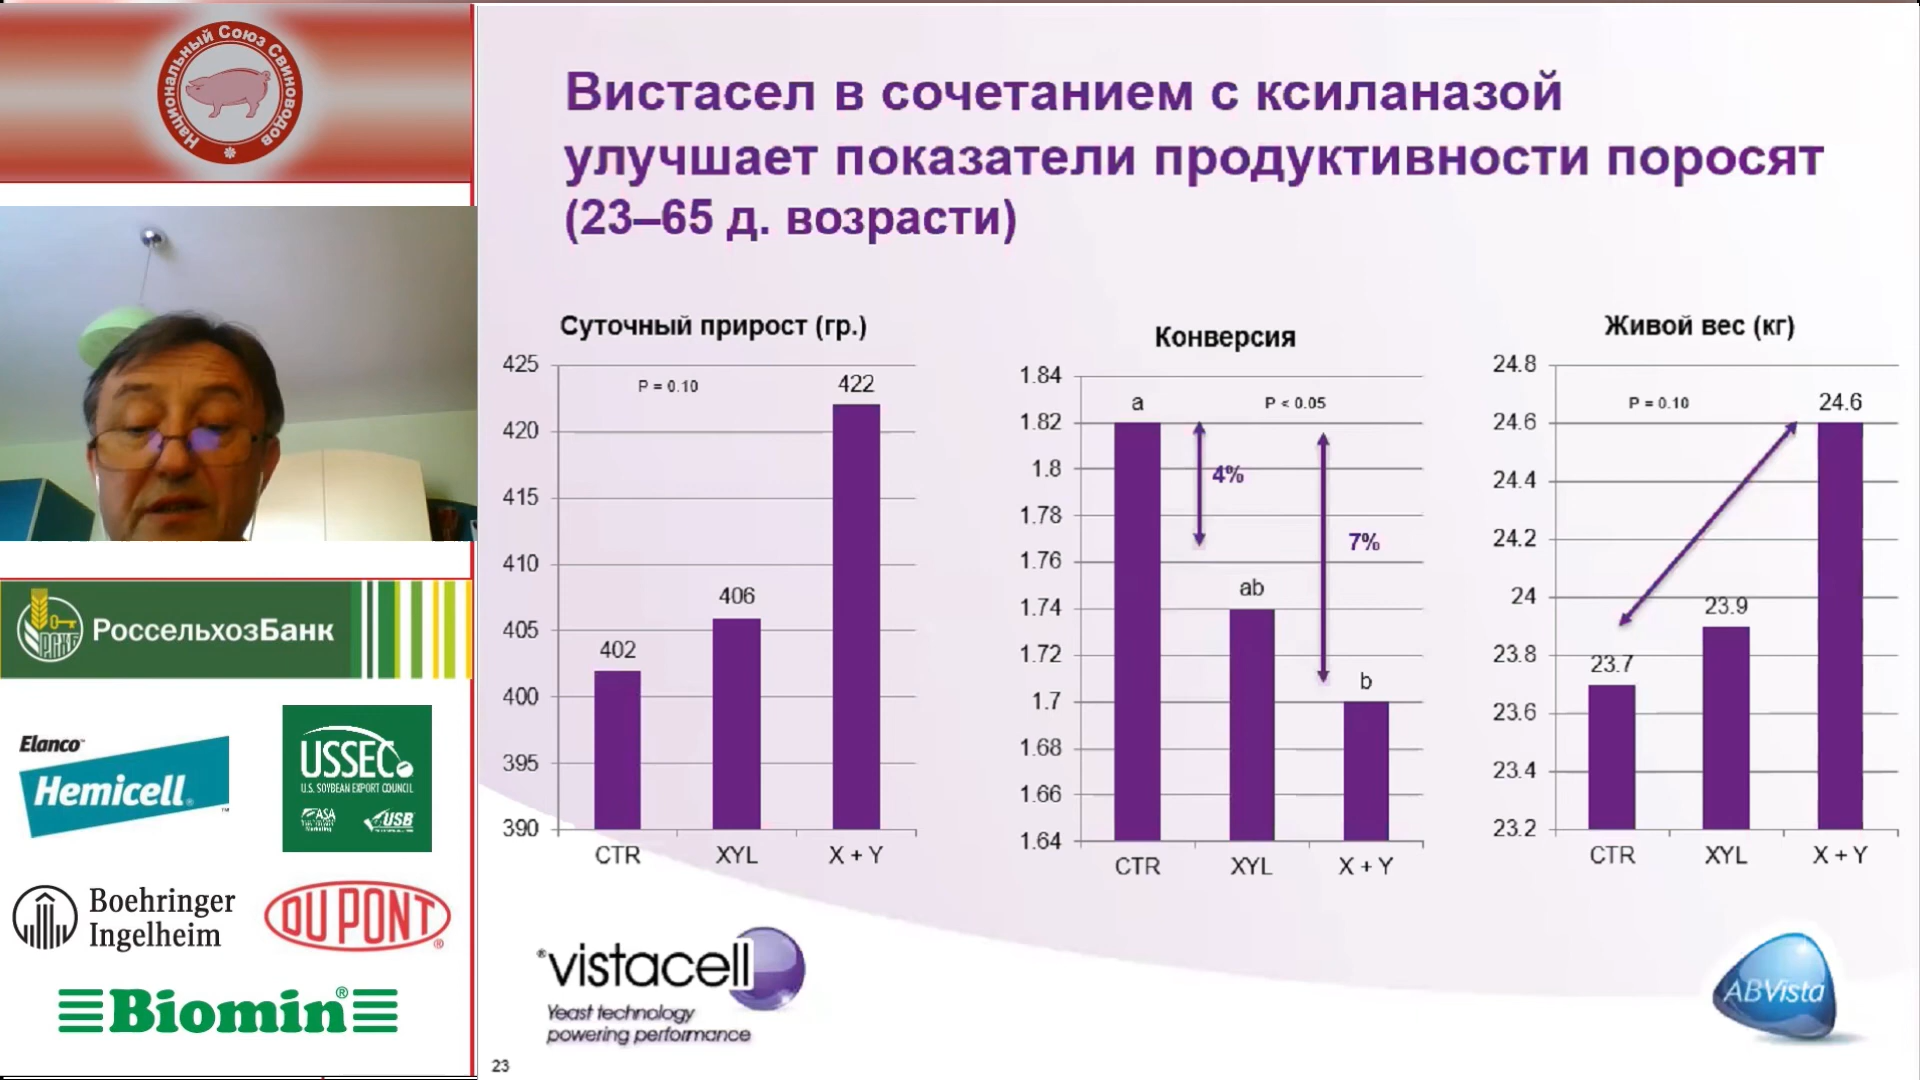 Национальный Союз Свиноводов
РСХБ
РоссельхозБанк
Elanco™
Hemicell®™
USSEC
U.S. SOYBEAN EXPORT COUNCIL
ASA
Marketing
USB
Boehringer
Ingelheim
DU PONT®
Biomin®
Вистасел в сочетанием с ксиланазой
улучшает показатели продуктивности поросят
(23–65 д. возрасти)
Суточный прирост (гр.)
425
420
415
410
405
400
395
390
P = 0.10
402
406
422
CTR XYL X + Y
Конверсия
1.84
1.82
1.8
1.78
1.76
1.74
1.72
1.7
1.68
1.66
1.64
P < 0.05
a
ab
b
4%
7%
CTR XYL X + Y
Живой вес (кг)
24.8
24.6
24.4
24.2
24
23.8
23.6
23.4
23.2
P = 0.10
23.7
23.9
24.6
CTR XYL X + Y
®vistacell
Yeast technology
powering performance
ABVista
23